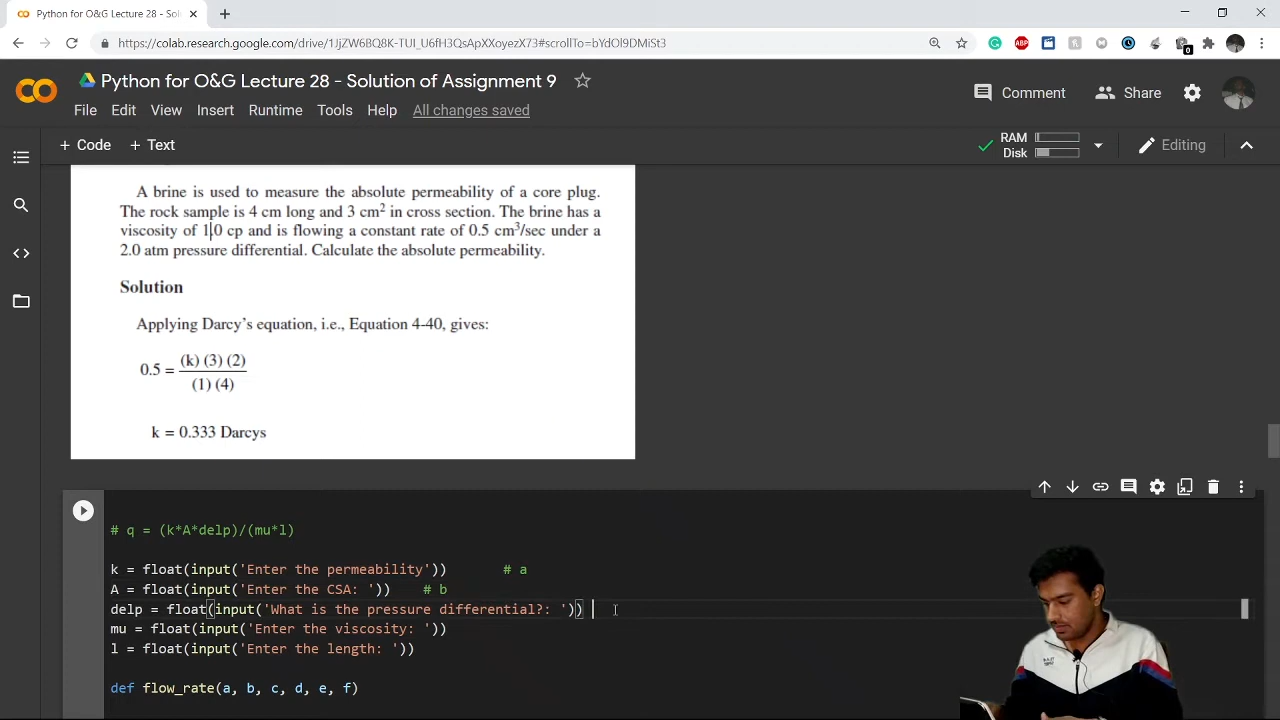 Python for O&G Lecture 28 - Sol
https://colab.research.google.com/drive/1JjZW6BQ8K-TUI_U6fH3QsApXXoyezX73#scrollTo=bYdOl9DMiSt3
Python for O&G Lecture 28 - Solution of Assignment 9
File Edit View Insert Runtime Tools Help All changes saved
Comment Share
+ Code + Text
RAM
Disk
Editing
A brine is used to measure the absolute permeability of a core plug.
The rock sample is 4 cm long and 3 cm² in cross section. The brine has a
viscosity of 1.0 cp and is flowing a constant rate of 0.5 cm³/sec under a
2.0 atm pressure differential. Calculate the absolute permeability.
Solution
Applying Darcy's equation, i.e., Equation 4-40, gives:
0.5 = (k) (3) (2)
(1) (4)
k = 0.333 Darcys
# q = (k*A*delp)/(mu*l)
k = float(input('Enter the permeability')) # a
A = float(input('Enter the CSA: ')) # b
delp = float(input('What is the pressure differential?: '))
mu = float(input('Enter the viscosity: '))
l = float(input('Enter the length: '))
def flow_rate(a, b, c, d, e, f)